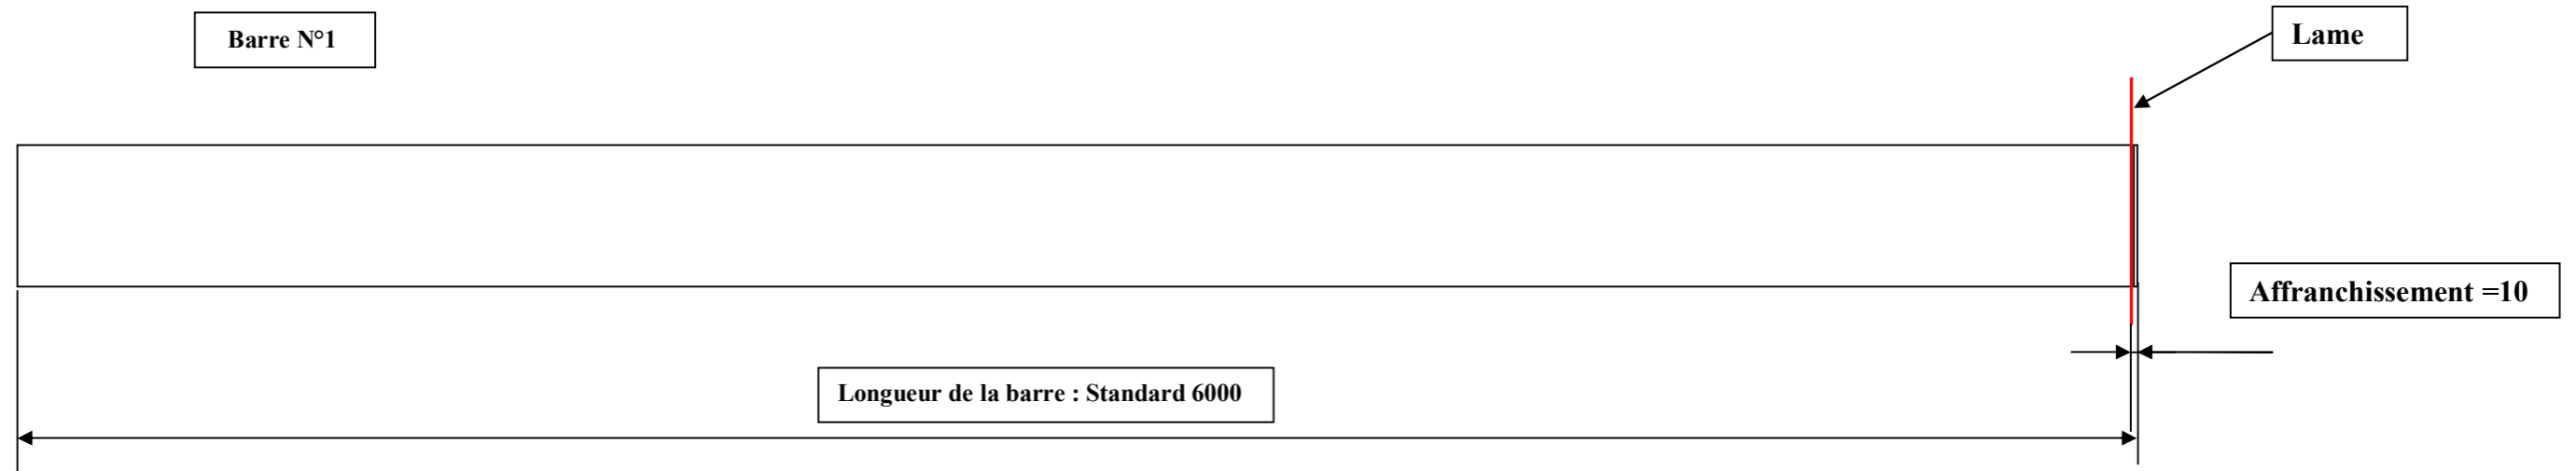 Barre N°1
Lame
Affranchissement =10
Longueur de la barre : Standard 6000